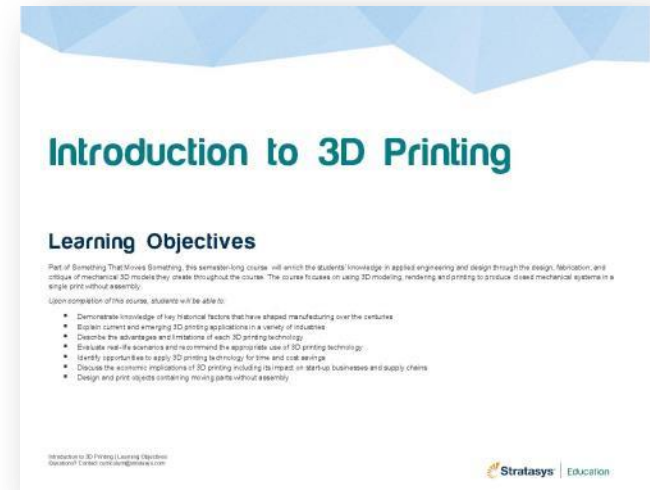 Introduction to 3D Printing
Learning Objectives
Part of Something That Moves Something, this semester-long course will enrich the students' knowledge in applied engineering and design through the design, fabrication, and
critique of mechanical 3D models they create throughout the course. The course focuses on using 3D modeling, rendering and printing to produce closed mechanical systems in a
single print without assembly.
Upon completion of this course, students will be able to:
Demonstrate knowledge of key historical factors that have shaped manufacturing over the centuries
Explain current and emerging 3D printing applications in a variety of industries
Describe the advantages and limitations of each 3D printing technology
Evaluate real-life scenarios and recommend the appropriate use of 3D printing technology
Identify opportunities to apply 3D printing technology for time and cost savings
Discuss the economic implications of 3D printing including its impact on start-up businesses and supply chains
Design and print objects containing moving parts without assembly
Introduction to 3D Printing | Learning Objectives
Questions? Contact curriculum@stratasys.com
Stratasys | Education